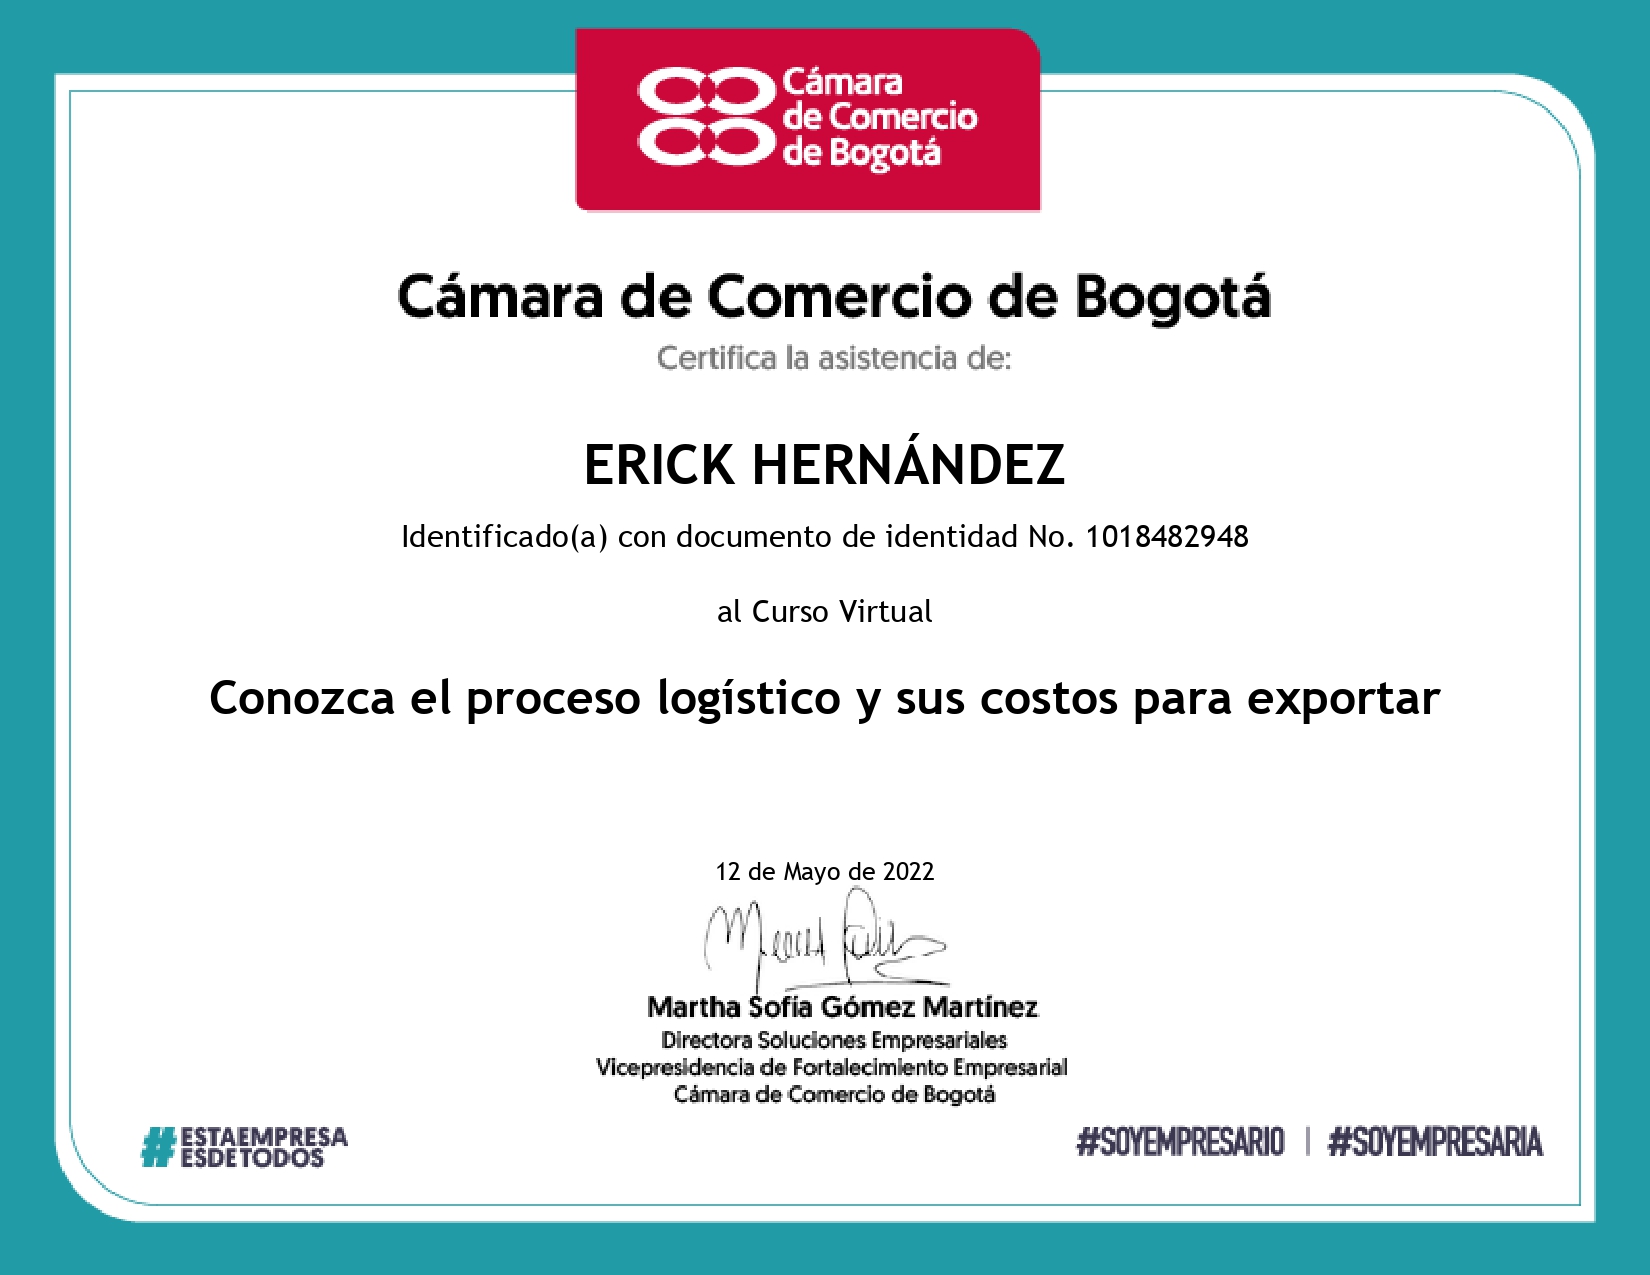 Cámara
de Comercio
de Bogotá
Cámara de Comercio de Bogotá
Certifica la asistencia de:
ERICK HERNÁNDEZ
Identificado(a) con documento de identidad No. 1018482948
al Curso Virtual
Conozca el proceso logístico y sus costos para exportar
12 de Mayo de 2022
Martha Sofía Gómez Martínez
Directora Soluciones Empresariales
Vicepresidencia de Fortalecimiento Empresarial
Cámara de Comercio de Bogotá
#ESTAEMPRESA
ESDETODOS
#SOYEMPRESARIO | #SOYEMPRESARIA